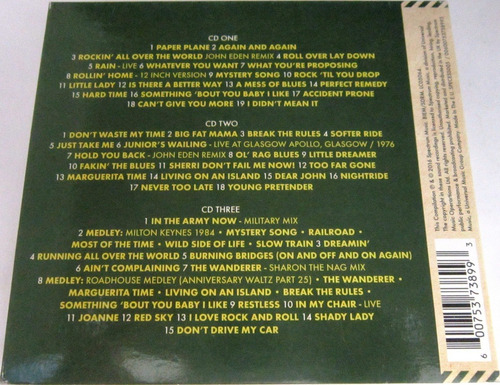 CD ONE
1 PAPER PLANE 2 AGAIN AND AGAIN
3 ROCKIN' ALL OVER THE WORLD JOHN EDEN REMIX 4 ROLL OVER LAY DOWN
5 RAIN - LIVE 6 WHATEVER YOU WANT 7 WHAT YOU'RE PROPOSING
8 ROLLIN' HOME - 12 INCH VERSION 9 MYSTERY SONG 10 ROCK 'TIL YOU DROP
11 LITTLE LADY 12 IS THERE A BETTER WAY 13 A MESS OF BLUES 14 PERFECT REMEDY
15 HARD TIME 16 SOMETHING 'BOUT YOU BABY I LIKE 17 ACCIDENT PRONE
18 CAN'T GIVE YOU MORE 19 I DIDN'T MEAN IT
CD TWO
1 DON'T WASTE MY TIME 2 BIG FAT MAMA 3 BREAK THE RULES 4 SOFTER RIDE
5 JUST TAKE ME 6 JUNIOR'S WAILING - LIVE AT GLASGOW APOLLO, GLASGOW / 1976
7 HOLD YOU BACK - JOHN EDEN REMIX 8 OL' RAG BLUES 9 LITTLE DREAMER
10 FAKIN' THE BLUES 11 SHERRI DON'T FAIL ME NOW! 12 TOO FAR GONE
13 MARGUERITA TIME 14 LIVING ON AN ISLAND 15 DEAR JOHN 16 NIGHTRIDE
17 NEVER TOO LATE 18 YOUNG PRETENDER
CD THREE
1 IN THE ARMY NOW - MILITARY MIX
2 MEDLEY: MILTON KEYNES 1984 • MYSTERY SONG • RAILROAD •
MOST OF THE TIME • WILD SIDE OF LIFE • SLOW TRAIN 3 DREAMIN'
4 RUNNING ALL OVER THE WORLD 5 BURNING BRIDGES (ON AND OFF AND ON AGAIN)
6 AIN'T COMPLAINING 7 THE WANDERER - SHARON THE NAG MIX
8 MEDLEY: ROADHOUSE MEDLEY (ANNIVERSARY WALTZ PART 25) • THE WANDERER •
MARGUERITA TIME • LIVING ON AN ISLAND • BREAK THE RULES •
SOMETHING 'BOUT YOU BABY I LIKE 9 RESTLESS 10 IN MY CHAIR - LIVE
11 JOANNE 12 RED SKY 13 I LOVE ROCK AND ROLL 14 SHADY LADY
15 DON'T DRIVE MY CAR
6 00753 73899 3